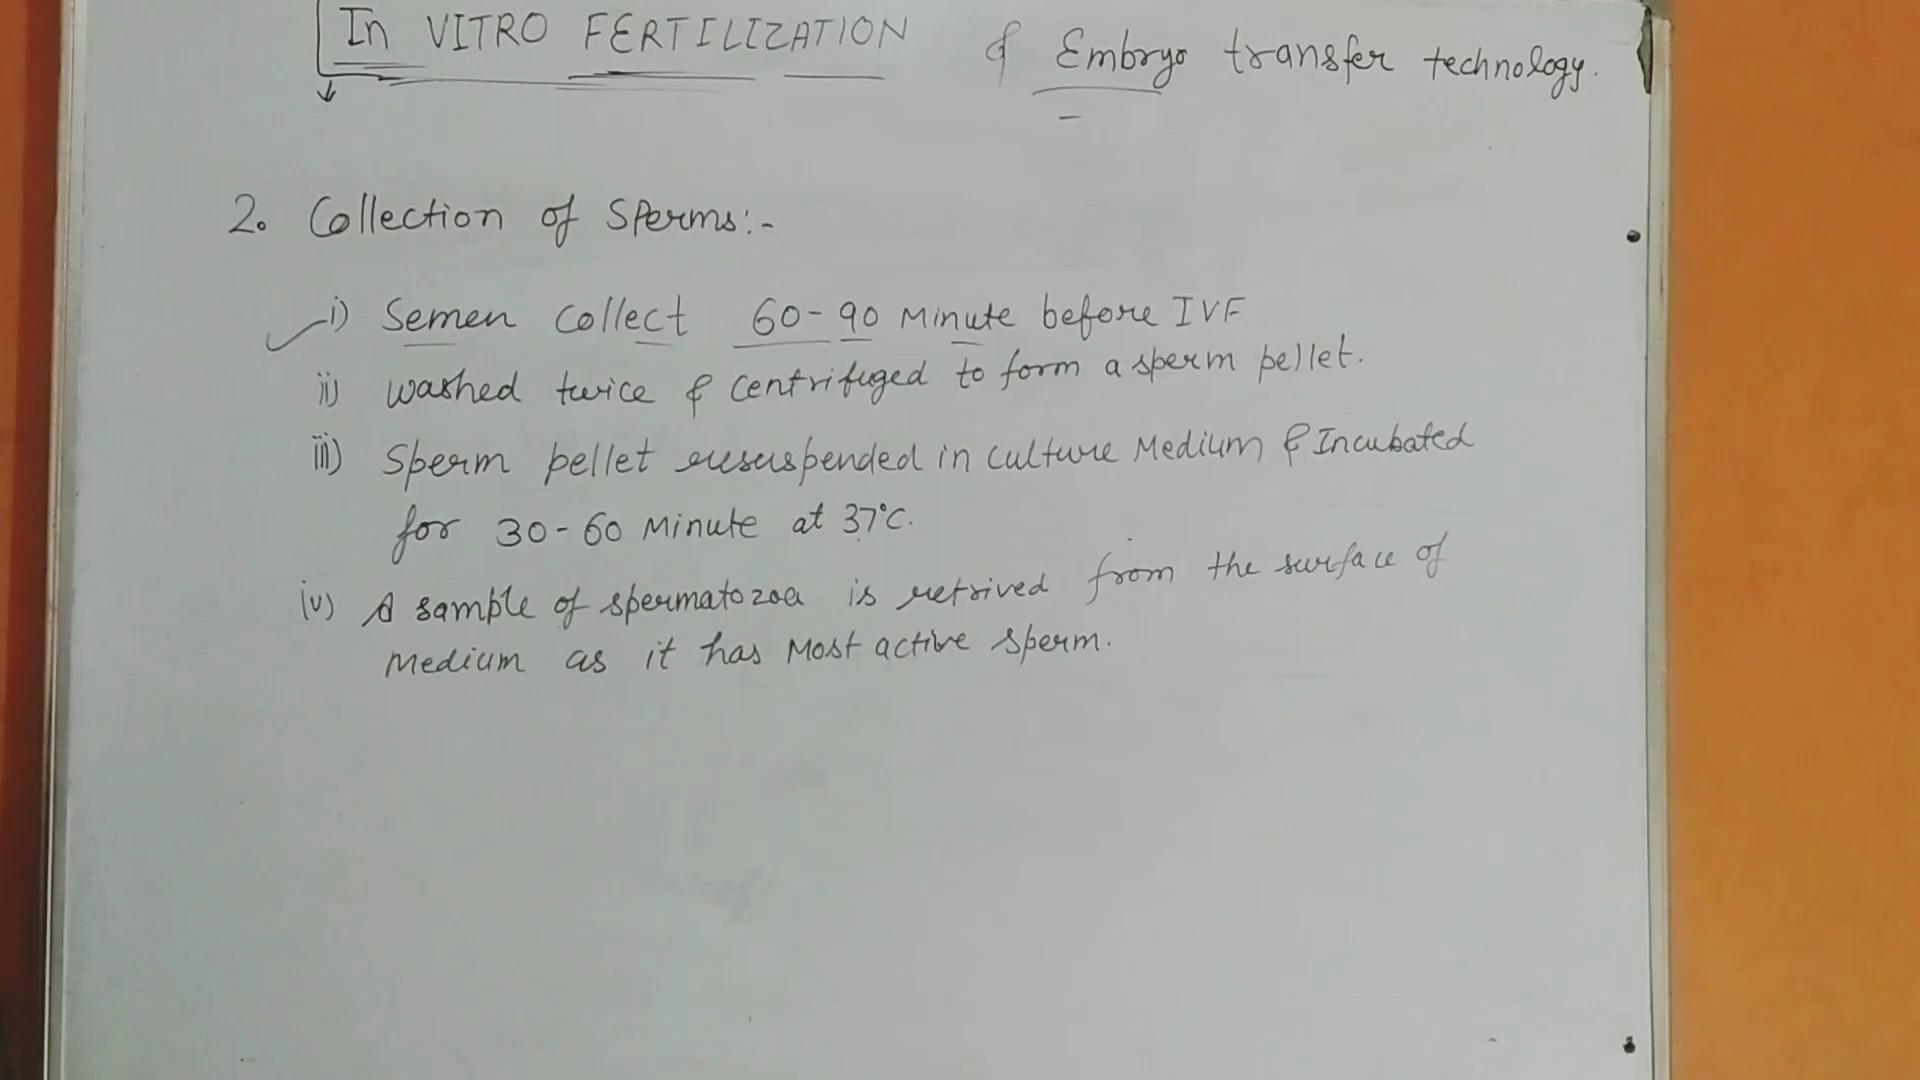 In VITRO FERTILIZATION & Embryo transfer technology.
2. Collection of Sperms:-
i) Semen collect 60-90 Minute before IVF
ii) washed twice & centrifuged to form a sperm pellet.
iii) Sperm pellet resuspended in culture Medium & Incubated
for 30-60 Minute at 37°C.
iv) A sample of spermatozoa is retrived from the surface of
Medium as it has Most active sperm.